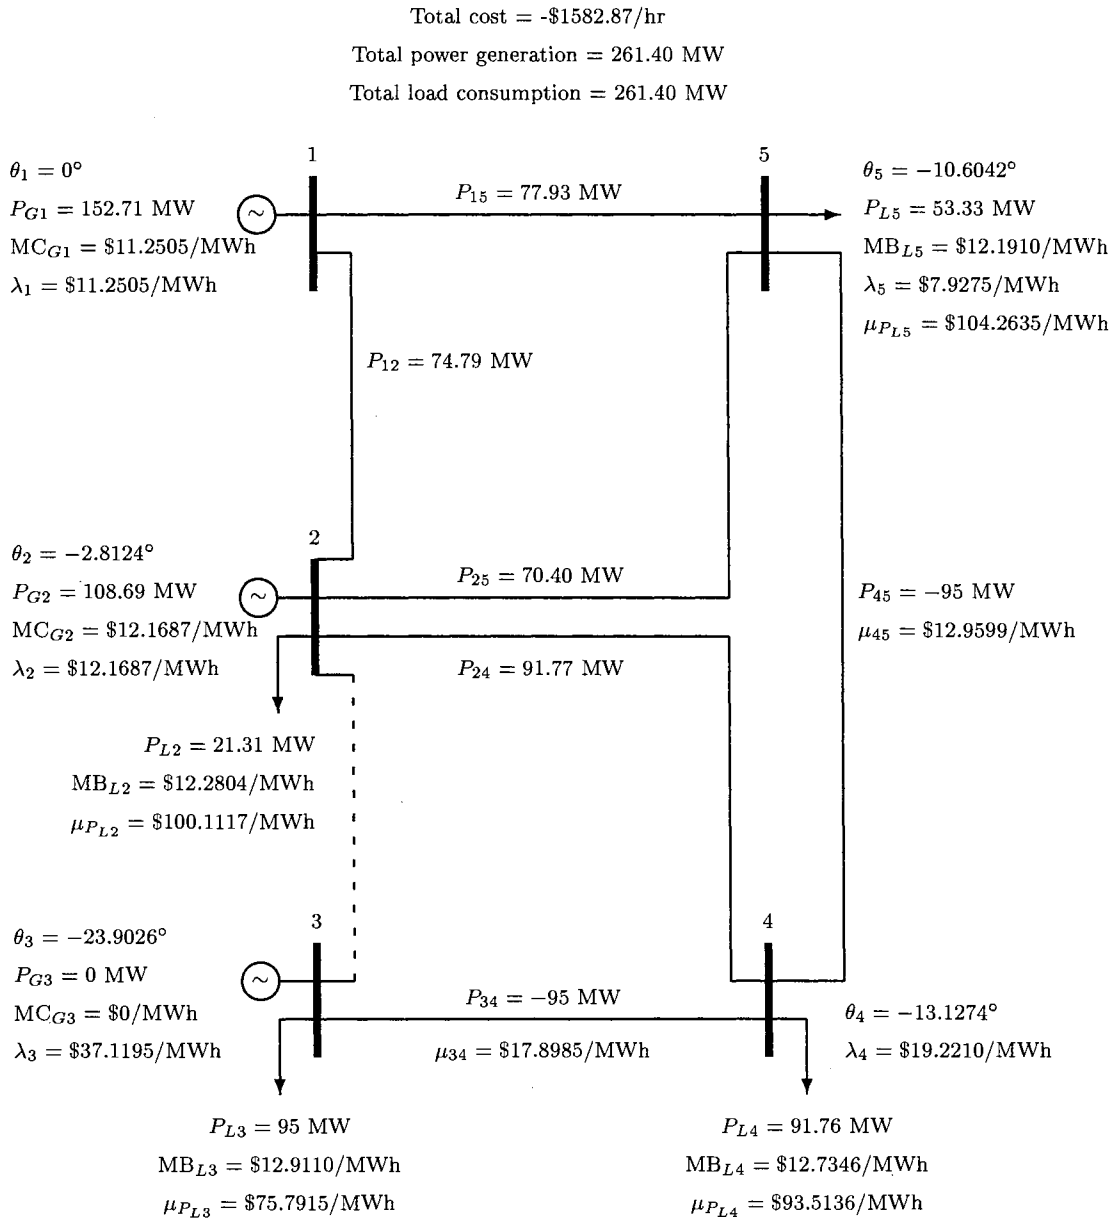 Total cost = -$1582.87/hr
Total power generation = 261.40 MW
Total load consumption = 261.40 MW
1
5
θ1 = 0°
PG1 = 152.71 MW
MCG1 = $11.2505/MWh
λ1 = $11.2505/MWh
P15 = 77.93 MW
θ5 = −10.6042°
PL5 = 53.33 MW
MBL5 = $12.1910/MWh
λ5 = $7.9275/MWh
μPL5 = $104.2635/MWh
P12 = 74.79 MW
2
θ2 = −2.8124°
PG2 = 108.69 MW
MCG2 = $12.1687/MWh
λ2 = $12.1687/MWh
P25 = 70.40 MW
P24 = 91.77 MW
P45 = −95 MW
μ45 = $12.9599/MWh
PL2 = 21.31 MW
MBL2 = $12.2804/MWh
μPL2 = $100.1117/MWh
3
4
θ3 = −23.9026°
PG3 = 0 MW
MCG3 = $0/MWh
λ3 = $37.1195/MWh
P34 = −95 MW
μ34 = $17.8985/MWh
θ4 = −13.1274°
λ4 = $19.2210/MWh
PL3 = 95 MW
MBL3 = $12.9110/MWh
μPL3 = $75.7915/MWh
PL4 = 91.76 MW
MBL4 = $12.7346/MWh
μPL4 = $93.5136/MWh